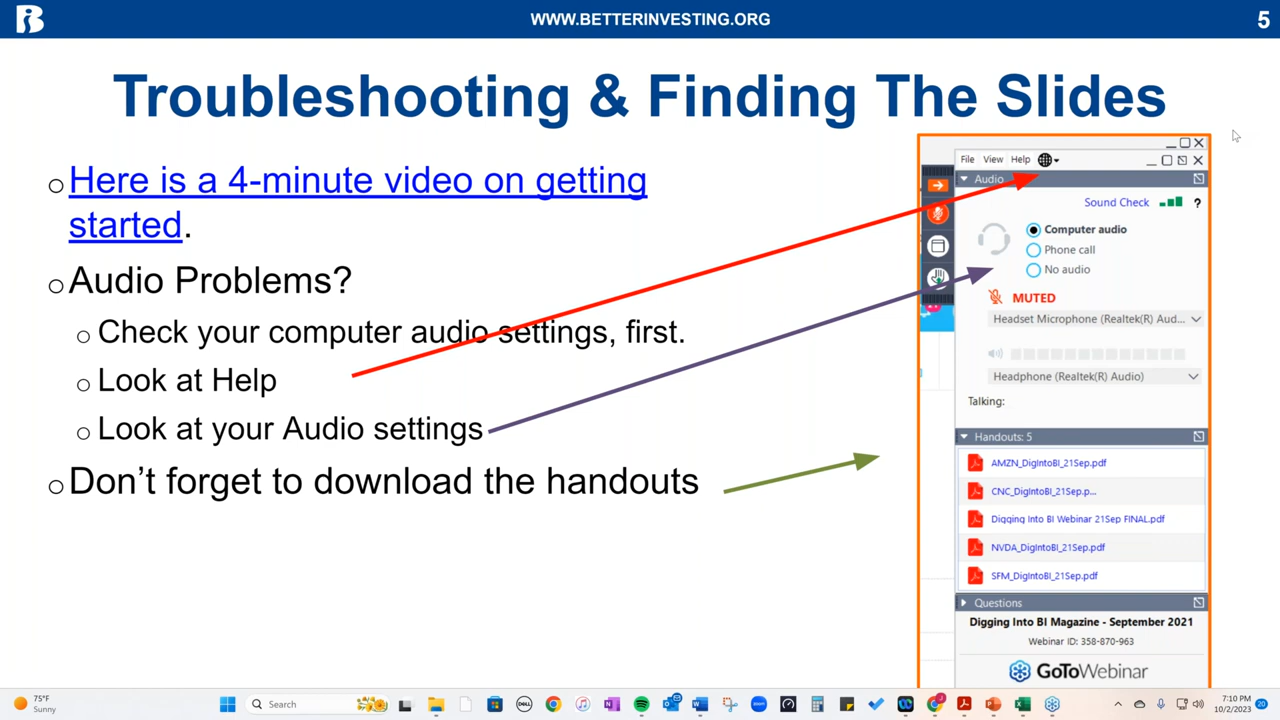 WWW.BETTERINVESTING.ORG
5
Troubleshooting & Finding The Slides
Here is a 4-minute video on getting
started.
Audio Problems?
Check your computer audio settings, first.
Look at Help
Look at your Audio settings
Don’t forget to download the handouts
File View Help
Audio
Sound Check ?
Computer audio
Phone call
No audio
MUTED
Headset Microphone (Realtek(R) Aud...
Headphone (Realtek(R) Audio)
Talking:
Handouts: 5
AMZN_DigIntoBI_21Sep.pdf
CNC_DigIntoBI_21Sep.p...
Digging Into BI Webinar 21Sep FINAL.pdf
NVDA_DigIntoBI_21Sep.pdf
SFM_DigIntoBI_21Sep.pdf
Questions
Digging Into BI Magazine - September 2021
Webinar ID: 358-870-963
GoToWebinar
75°F
Sunny
Search
DELL
zoom
7:10 PM
10/2/2023
20